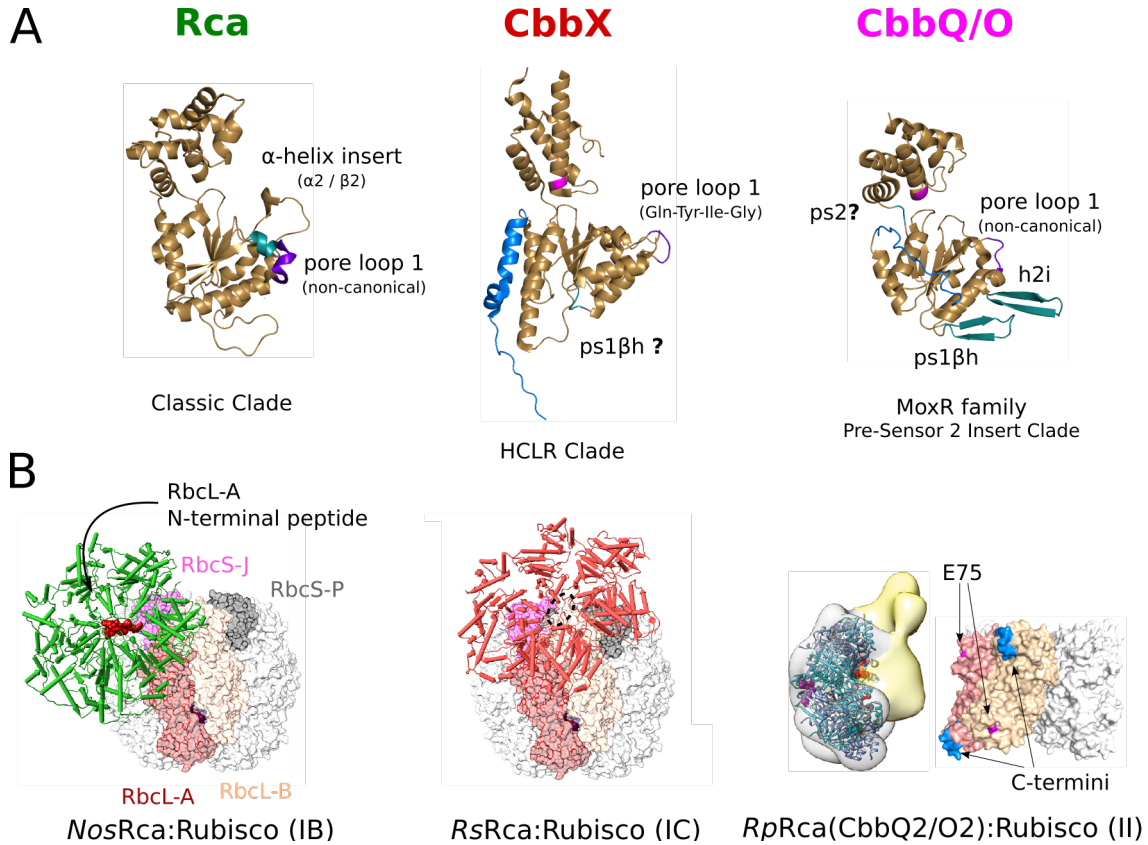 A
Rca
CbbX
CbbQ/O
α-helix insert
(α2 / β2)
pore loop 1
(non-canonical)
Classic Clade
pore loop 1
(Gln-Tyr-Ile-Gly)
ps1βh ?
HCLR Clade
ps2?
pore loop 1
(non-canonical)
h2i
ps1βh
MoxR family
Pre-Sensor 2 Insert Clade
B
RbcL-A
N-terminal peptide
RbcS-J
RbcS-P
RbcL-A
RbcL-B
NosRca:Rubisco (IB)
RsRca:Rubisco (IC)
E75
C-termini
RpRca(CbbQ2/O2):Rubisco (II)